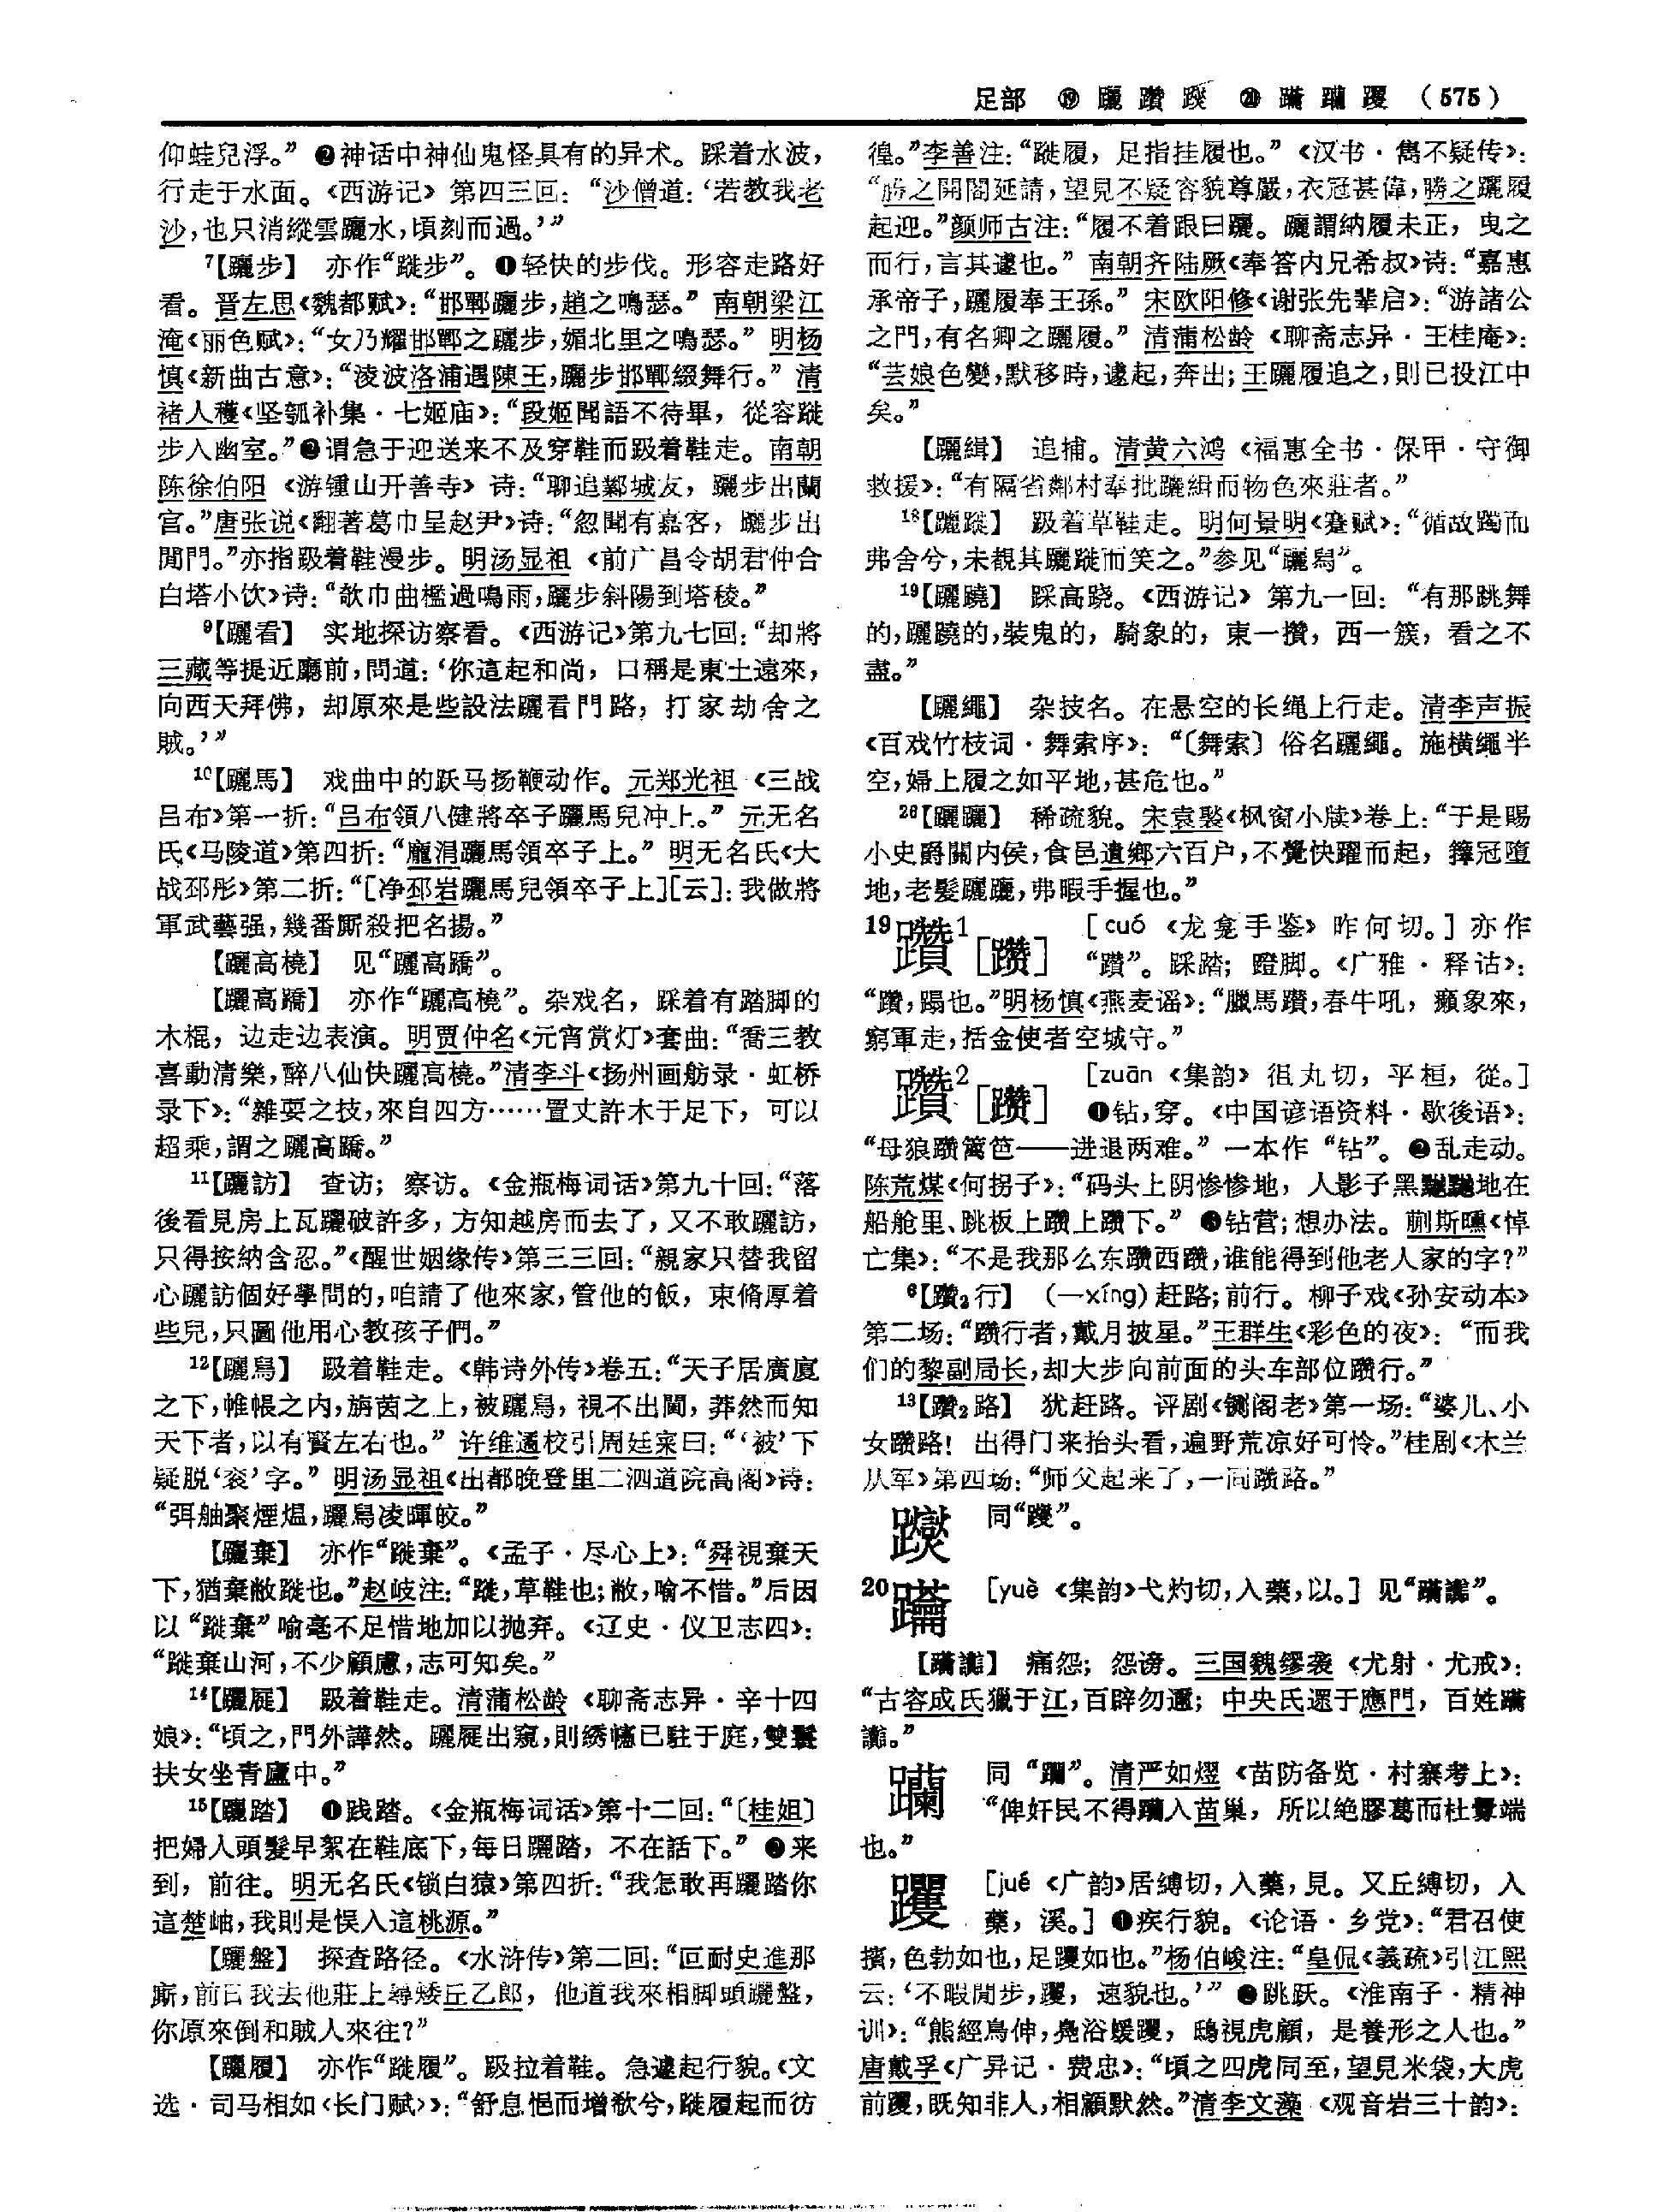 足部 ⑲躧躦𨇤 ⑳躪躝躩 （575）
仰蛙兒浮。”❷神话中神仙鬼怪具有的异术。踩着水波，
行走于水面。《西游记》第四三回：“沙僧道：‘若教我老
沙，也只消縱雲躧水，頃刻而過。’”
7【躧步】 亦作“蹝步”。❶轻快的步伐。形容走路好
看。晋左思《魏都赋》：“邯鄲躧步，趙之鳴瑟。”南朝梁江
淹《丽色赋》：“女乃耀邯鄲之躧步，媚北里之鳴瑟。”明杨
慎《新曲古意》：“淩波洛浦遇陳王，躧步邯鄲綴舞行。”清
褚人穫《坚瓠补集·七姬庙》：“段姬聞語不待畢，從容蹝
步入幽室。”❷谓急于迎送来不及穿鞋而趿着鞋走。南朝
陈徐伯阳《游锺山开善寺》诗：“聊追鄴城友，躧步出蘭
宫。”唐张说《翻著葛巾呈赵尹》诗：“忽聞有嘉客，躧步出
閒門。”亦指趿着鞋漫步。明汤显祖《前广昌令胡君仲合
白塔小饮》诗：“欹巾曲檻過鳴雨，躧步斜陽到塔稜。”
9【躧看】 实地探访察看。《西游记》第九七回：“却將
三藏等提近廳前，問道：‘你這起和尚，口稱是東土遠來，
向西天拜佛，却原來是些設法躧看門路，打家劫舍之
賊。’”
10【躧馬】 戏曲中的跃马扬鞭动作。元郑光祖《三战
吕布》第一折：“吕布領八健將卒子躧馬兒冲上。”元无名
氏《马陵道》第四折：“龐涓躧馬領卒子上。”明无名氏《大
战邳彤》第二折：“［净邳岩躧馬兒領卒子上］［云］：我做將
軍武藝强，幾番厮殺把名揚。”
【躧高橇】 见“躧高蹻”。
【躧高蹻】 亦作“躧高橇”。杂戏名，踩着有踏脚的
木棍，边走边表演。明贾仲名《元宵赏灯》套曲：“喬三教
喜動清樂，醉八仙快躧高橇。”清李斗《扬州画舫录·虹桥
录下》：“雜耍之技，來自四方……置丈許木于足下，可以
超乘，謂之躧高蹻。”
11【躧訪】 查访；察访。《金瓶梅词话》第九十回：“落
後看見房上瓦躧破許多，方知越房而去了，又不敢躧訪，
只得按納含忍。”《醒世姻缘传》第三三回：“親家只替我留
心躧訪個好學問的，咱請了他來家，管他的飯，束脩厚着
些兒，只圖他用心教孩子們。”
12【躧舄】 趿着鞋走。《韩诗外传》卷五：“天子居廣廈
之下，帷帳之内，旃茵之上，被躧舄，視不出閫，莽然而知
天下者，以有賢左右也。”许维遹校引周廷寀曰：“‘被’下
疑脱‘衮’字。”明汤显祖《出都晚登里二泗道院高阁》诗：
“弭舳聚煙煴，躧舄凌暉皎。”
【躧棄】 亦作“蹝棄”。《孟子·尽心上》：“舜視棄天
下，猶棄敝蹝也。”赵岐注：“蹝，草鞋也；敝，喻不惜。”后因
以“蹝棄”喻毫不足惜地加以抛弃。《辽史·仪卫志四》：
“蹝棄山河，不少顧慮，志可知矣。”
14【躧屣】 趿着鞋走。清蒲松龄《聊斋志异·辛十四
娘》：“頃之，門外譁然。躧屣出窺，則綉幰已駐于庭，雙鬟
扶女坐青廬中。”
15【躧踏】 ❶践踏。《金瓶梅词话》第十二回：“〔桂姐〕
把婦人頭髮早絮在鞋底下，每日躧踏，不在話下。”❷来
到，前往。明无名氏《锁白猿》第四折：“我怎敢再躧踏你
這楚岫，我則是悮入這桃源。”
【躧盤】 探查路径。《水浒传》第二回：“叵耐史進那
厮，前日我去他莊上尋矮丘乙郎，他道我來相脚頭躧盤，
你原來倒和賊人來往？”
【躧履】 亦作“蹝履”。趿拉着鞋。急遽起行貌。《文
选·司马相如〈长门赋〉》：“舒息悒而增欷兮，蹝履起而彷
徨。”李善注：“蹝履，足指挂履也。”《汉书·雋不疑传》：
“勝之開閤延請，望見不疑容貌尊嚴，衣冠甚偉，勝之躧履
起迎。”颜师古注：“履不着跟曰躧。躧謂納履未正，曳之
而行，言其遽也。”南朝齐陆厥《奉答内兄希叔》诗：“嘉惠
承帝子，躧履奉王孫。”宋欧阳修《谢张先辈启》：“游諸公
之門，有名卿之躧履。”清蒲松龄《聊斋志异·王桂庵》：
“芸娘色變，默移時，遽起，奔出；王躧履追之，則已投江中
矣。”
【躧緝】 追捕。清黄六鸿《福惠全书·保甲·守御
救援》：“有隔省鄰村奉批躧緝而物色來莊者。”
18【躧蹝】 趿着草鞋走。明何景明《蹇赋》：“循故躅而
弗舍兮，未覩其躧蹝而笑之。”参见“躧舄”。
19【躧蹺】 踩高跷。《西游记》第九一回：“有那跳舞
的，躧蹺的，裝鬼的，騎象的，東一攢，西一簇，看之不
盡。”
【躧繩】 杂技名。在悬空的长绳上行走。清李声振
《百戏竹枝词·舞索序》：“〔舞索〕俗名躧繩。施横繩半
空，婦上履之如平地，甚危也。”
26【躧躧】 稀疏貌。宋袁褧《枫窗小牍》卷上：“于是賜
小史爵關内侯，食邑遺鄉六百户，不覺快躍而起，籜冠墮
地，老髮躧躧，弗暇手握也。”
19躦1［躜］ ［cuó《龙龛手鉴》昨何切。］亦作
“躓”。踩踏；蹬脚。《广雅·释诂》：
“躦，蹋也。”明杨慎《燕麦谣》：“臘馬躦，春牛吼，癩象來，
窮軍走，括金使者空城守。”
躦2［躜］ ［zuān《集韵》徂丸切，平桓，從。］
❶钻，穿。《中国谚语资料·歇後语》：
“母狼躜篱笆——进退两难。”一本作“钻”。❷乱走动。
陈荒煤《何拐子》：“码头上阴惨惨地，人影子黑魆魆地在
船舱里、跳板上躜上躜下。”❸钻营；想办法。蒯斯曛《悼
亡集》：“不是我那么东躜西躜，谁能得到他老人家的字？”
6【躦2行】 （—xíng）赶路；前行。柳子戏《孙安动本》
第二场：“躜行者，戴月披星。”王群生《彩色的夜》：“而我
们的黎副局长，却大步向前面的头车部位躜行。”
13【躦2路】 犹赶路。评剧《铡阁老》第一场：“婆儿、小
女躜路！出得门来抬头看，遍野荒凉好可怜。”桂剧《木兰
从军》第四场：“师父起来了，一同躜路。”
同“躞”。
20 ［yuè《集韵》弋灼切，入藥，以。］见
痛怨；怨谤。三国魏缪袭《尤射·尤戒》：
“古容成氏獵于江，百辟勿邇；中央氏還于應門，百姓
躝 同“躝”。清严如熤《苗防备览·村寨考上》：
“俾奸民不得躝入苗巢，所以絶膠葛而杜釁端
也。”
躩 ［jué《广韵》居縛切，入藥，見。又丘縛切，入
藥，溪。］❶疾行貌。《论语·乡党》：“君召使
擯，色勃如也，足躩如也。”杨伯峻注：“皇侃《義疏》引江熙
云：‘不暇閒步，躩，速貌也。’”❷跳跃。《淮南子·精神
训》：“熊經鳥伸，鳧浴蝯躩，鴟視虎顧，是養形之人也。”
唐戴孚《广异记·费忠》：“頃之四虎同至，望見米袋，大虎
前躩，既知非人，相顧默然。”清李文藻《观音岩三十韵》：